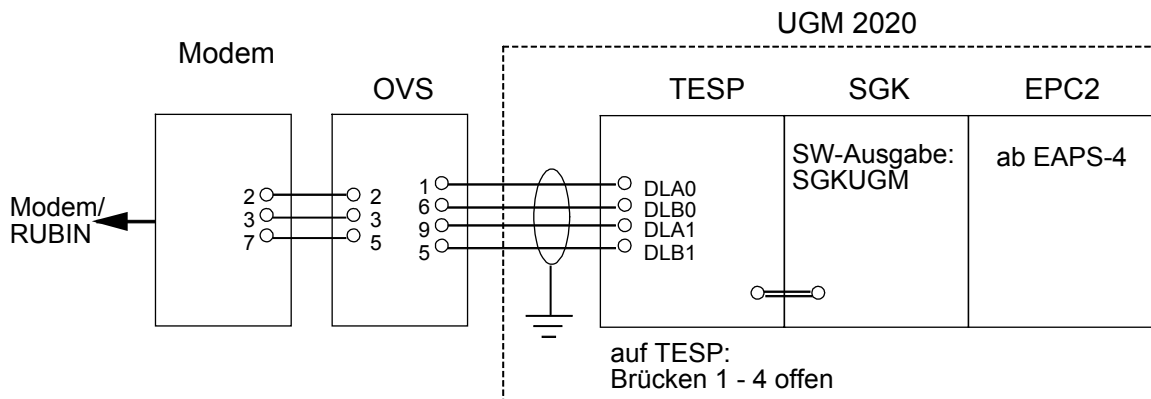 UGM 2020
Modem
OVS
TESP
SGK
EPC2
Modem/
RUBIN
2
3
7
2
3
5
1
6
9
5
DLA0
DLB0
DLA1
DLB1
SW-Ausgabe:
SGKUGM
ab EAPS-4
auf TESP:
Brücken 1 - 4 offen